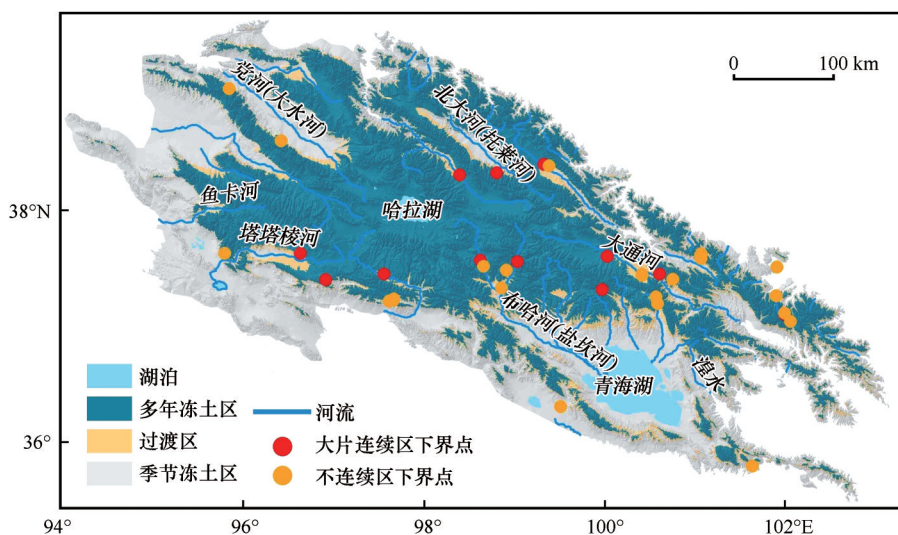 0 100 km
党河(大水河)
北大河(托莱河)
鱼卡河
哈拉湖
38°N
塔塔棱河
大通河
布哈河(盐坎河)
湟水
青海湖
湖泊
多年冻土区
河流
过渡区
大片连续区下界点
36°
季节冻土区
不连续区下界点
94° 96° 98° 100° 102°E